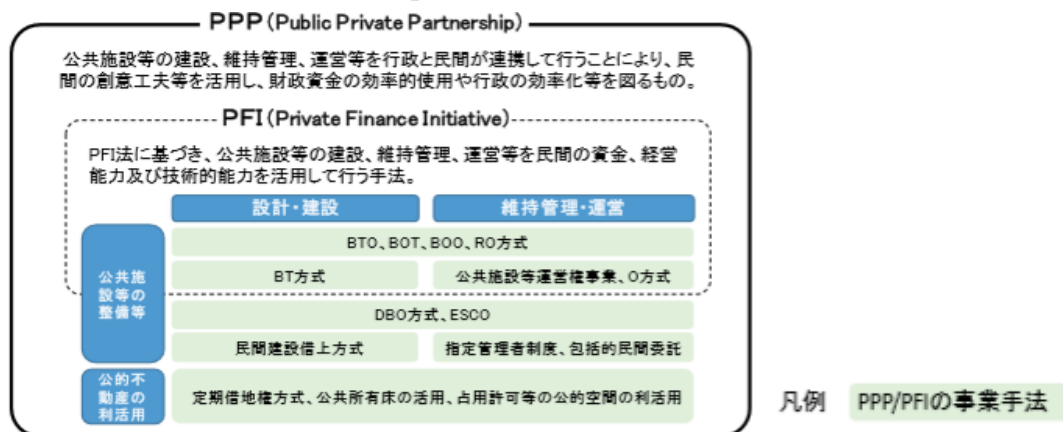 PPP(Public Private Partnership)
公共施設等の建設、維持管理、運営等を行政と民間が連携して行うことにより、民
間の創意工夫等を活用し、財政資金の効率的使用や行政の効率化等を図るもの。
PFI(Private Finance Initiative)
PFI法に基づき、公共施設等の建設、維持管理、運営等を民間の資金、経営
能力及び技術的能力を活用して行う手法。
設計・建設
維持管理・運営
公共施
設等の
整備等
BTO、BOT、BOO、RO方式
BT方式
公共施設等運営権事業、O方式
DBO方式、ESCO
民間建設借上方式
指定管理者制度、包括的民間委託
公的不
動産の
利活用
定期借地権方式、公共所有床の活用、占用許可等の公的空間の利活用
凡例
PPP/PFIの事業手法